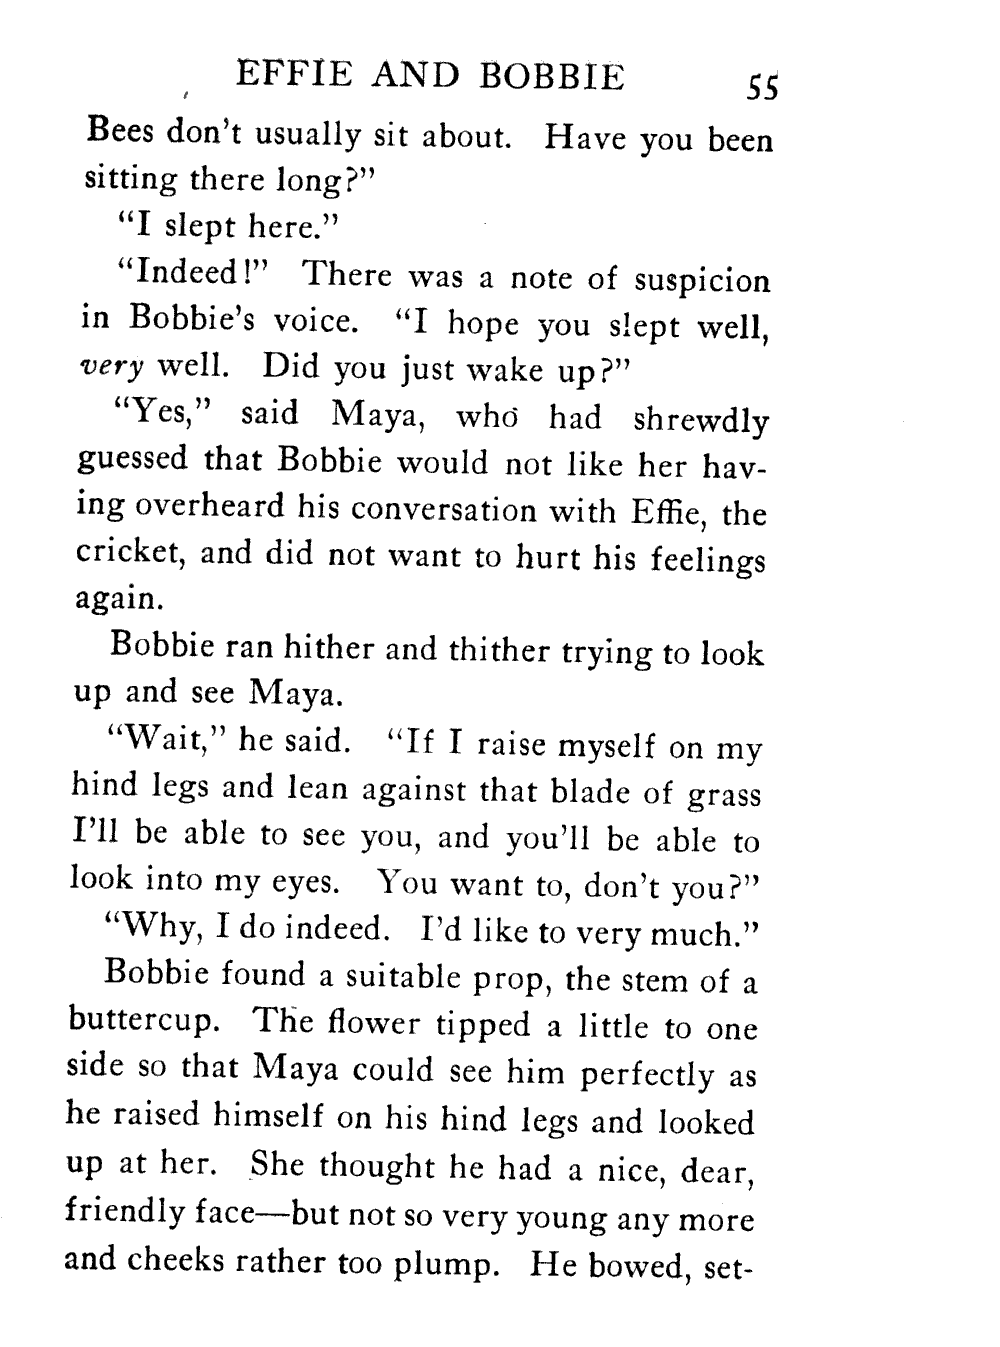 EFFIE AND BOBBIE 55
Bees don’t usually sit about. Have you been
sitting there long?”
“I slept here.”
“Indeed!” There was a note of suspicion
in Bobbie’s voice. “I hope you slept well,
very well. Did you just wake up?”
“Yes,” said Maya, who had shrewdly
guessed that Bobbie would not like her hav-
ing overheard his conversation with Effie, the
cricket, and did not want to hurt his feelings
again.
Bobbie ran hither and thither trying to look
up and see Maya.
“Wait,” he said. “If I raise myself on my
hind legs and lean against that blade of grass
I’ll be able to see you, and you’ll be able to
look into my eyes. You want to, don’t you?”
“Why, I do indeed. I’d like to very much.”
Bobbie found a suitable prop, the stem of a
buttercup. The flower tipped a little to one
side so that Maya could see him perfectly as
he raised himself on his hind legs and looked
up at her. She thought he had a nice, dear,
friendly face—but not so very young any more
and cheeks rather too plump. He bowed, set-